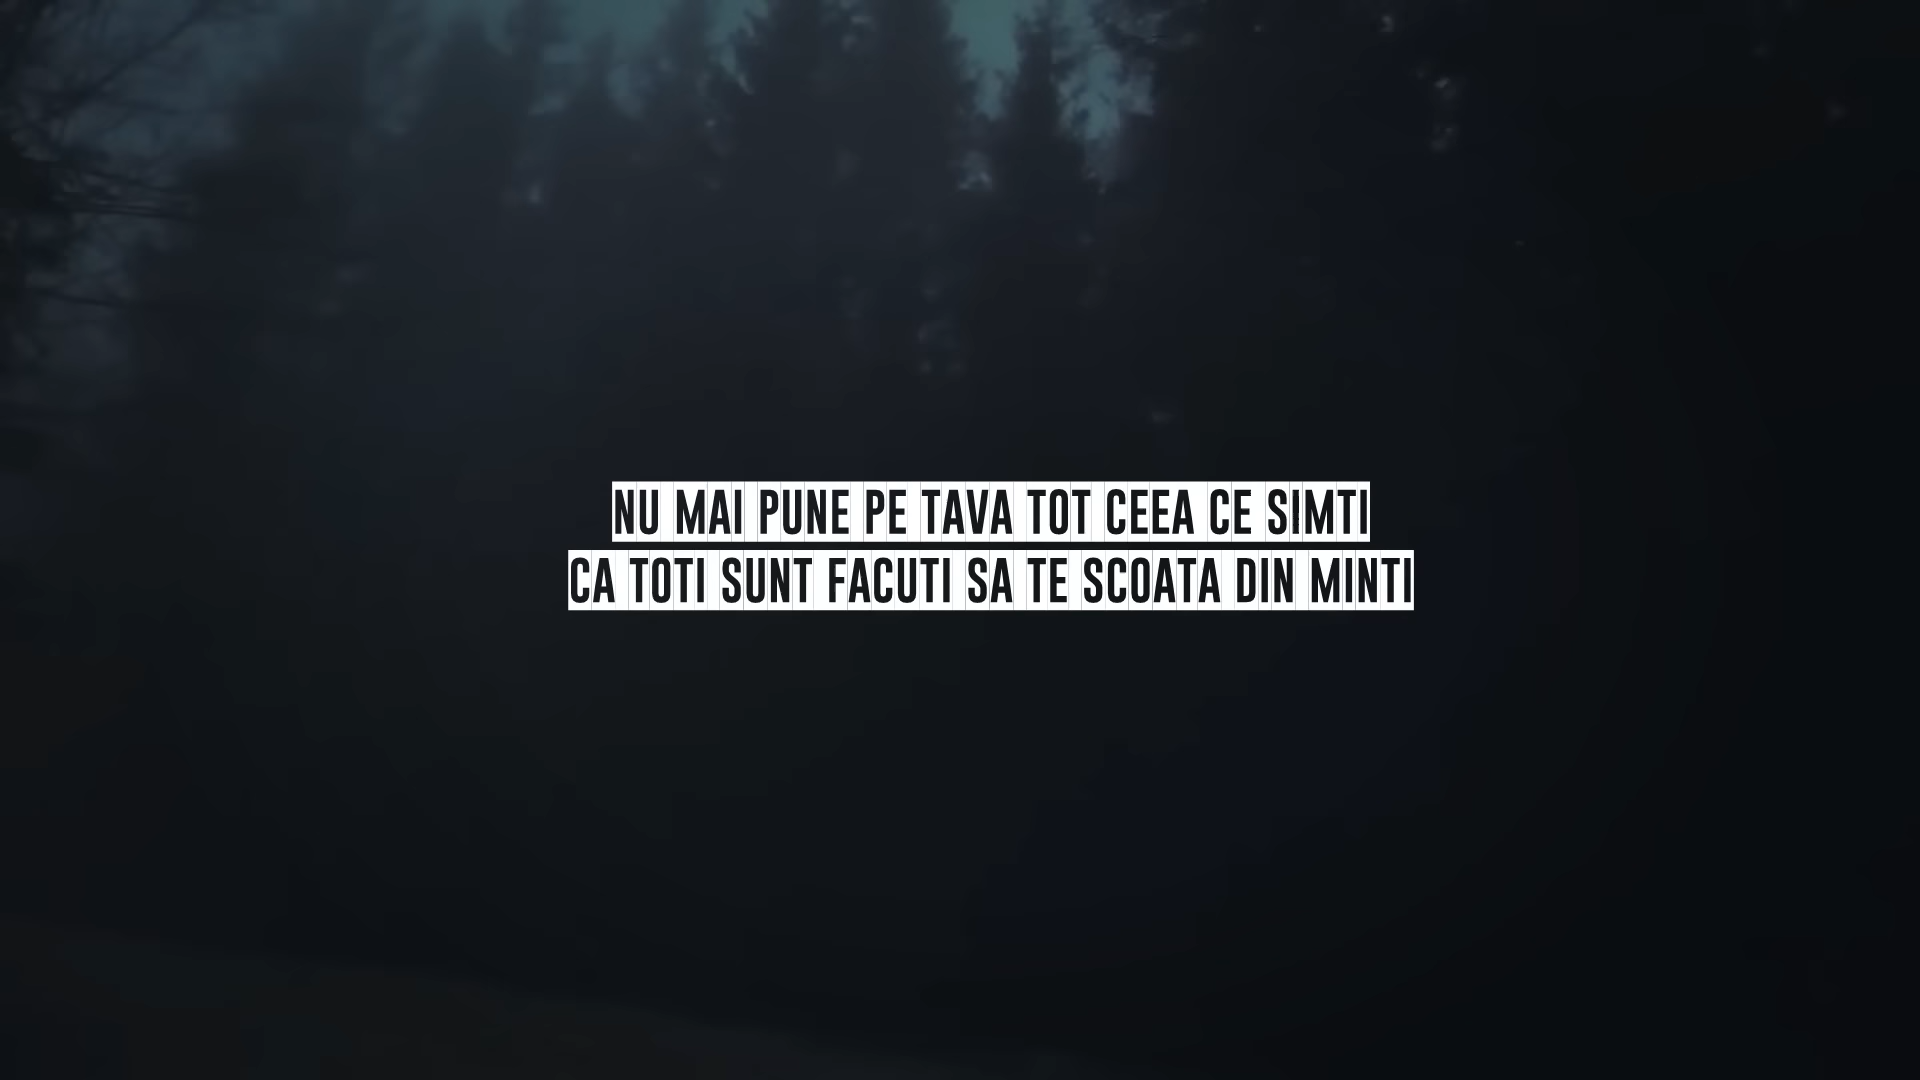 NU MAI PUNE PE TAVA TOT CEEA CE SIMTI
CA TOTI SUNT FACUTI SA TE SCOATA DIN MINTI